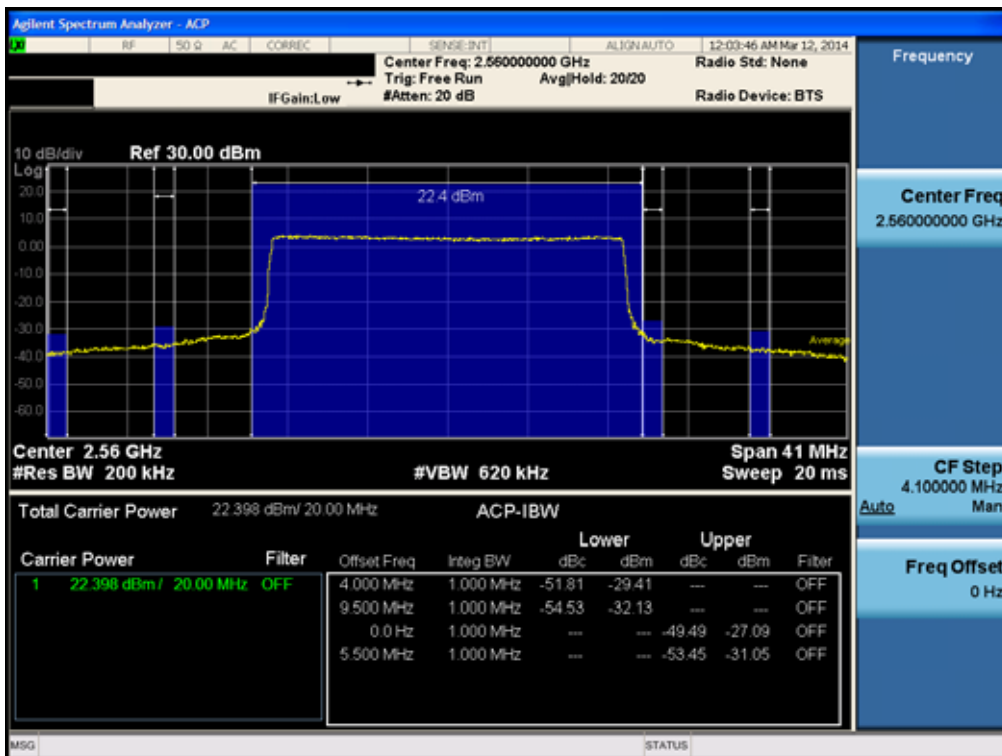 Agilent Spectrum Analyzer - ACP
LXI RF 50 Ω AC CORREC SENSE:INT ALIGNAUTO 12:03:46 AM Mar 12, 2014
Center Freq: 2.560000000 GHz Radio Std: None
Trig: Free Run Avg|Hold: 20/20
IFGain:Low #Atten: 20 dB Radio Device: BTS
10 dB/div Ref 30.00 dBm
Log
20.0
10.0
0.00
-10.0
-20.0
-30.0
-40.0
-50.0
-60.0
22.4 dBm
Average
Center 2.56 GHz Span 41 MHz
#Res BW 200 kHz #VBW 620 kHz Sweep 20 ms
Total Carrier Power 22.398 dBm/ 20.00 MHz ACP-IBW
Lower Upper
Carrier Power Filter Offset Freq Integ BW dBc dBm dBc dBm Filter
1 22.398 dBm / 20.00 MHz OFF 4.000 MHz 1.000 MHz -51.81 -29.41 --- --- OFF
9.500 MHz 1.000 MHz -54.53 -32.13 --- --- OFF
0.0 Hz 1.000 MHz --- --- -49.49 -27.09 OFF
5.500 MHz 1.000 MHz --- --- -53.45 -31.05 OFF
MSG STATUS
Frequency
Center Freq
2.560000000 GHz
CF Step
4.100000 MHz
Auto Man
Freq Offset
0 Hz